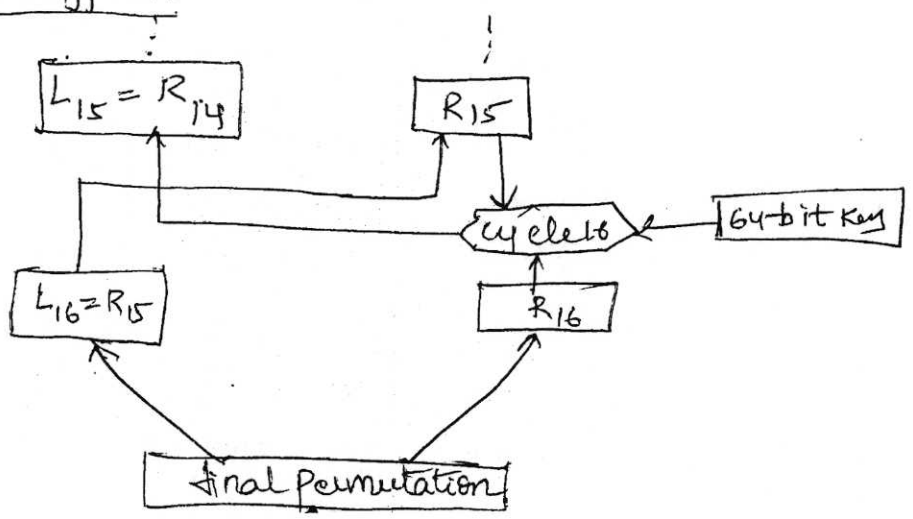 L15 = R14
R15
cycle16
64-bit Key
L16=R15
R16
final Permutation